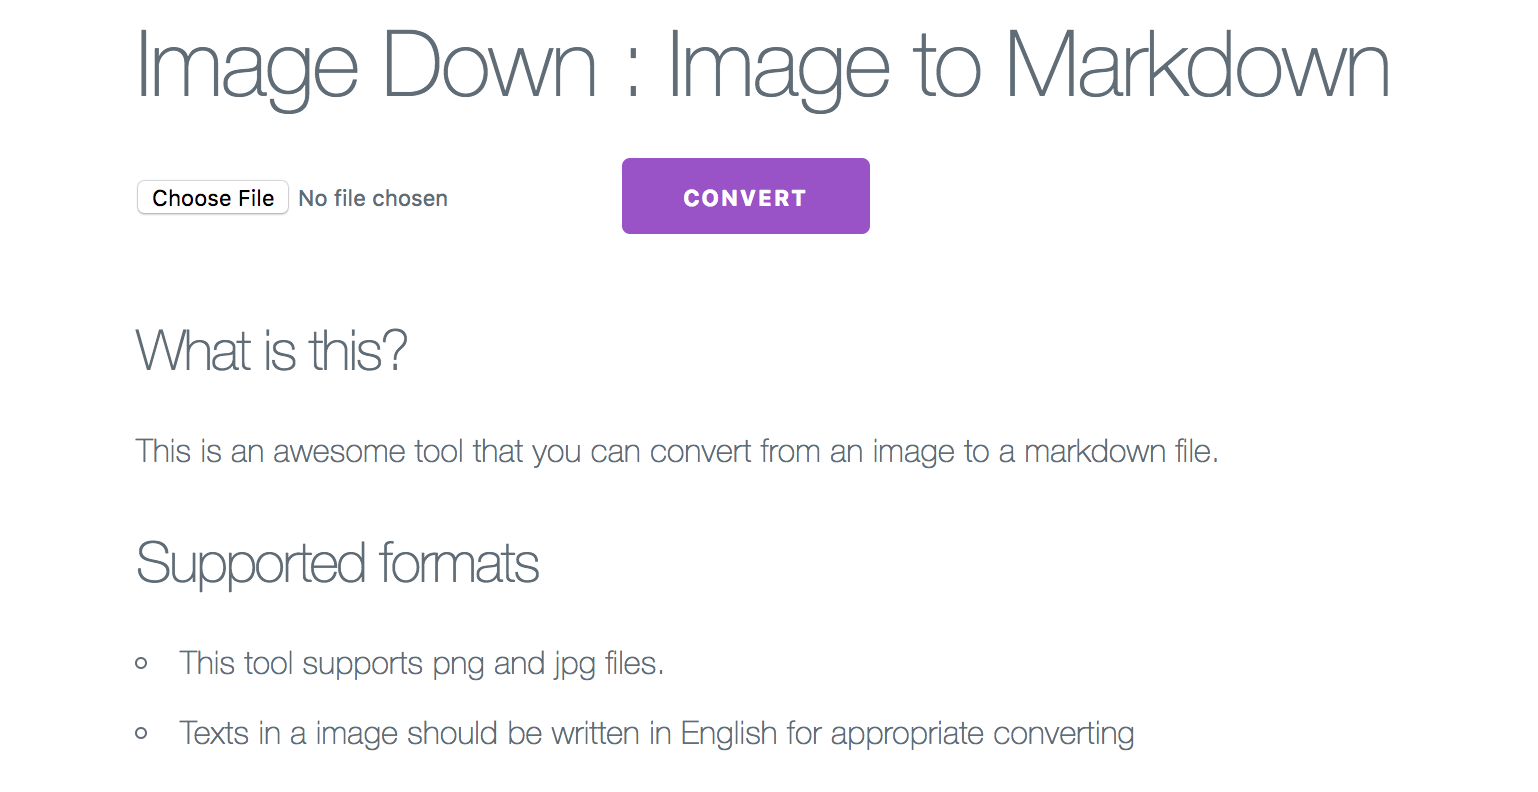 Image Down : Image to Markdown
Choose File No file chosen CONVERT
What is this?
This is an awesome tool that you can convert from an image to a markdown file.
Supported formats
This tool supports png and jpg files.
Texts in a image should be written in English for appropriate converting